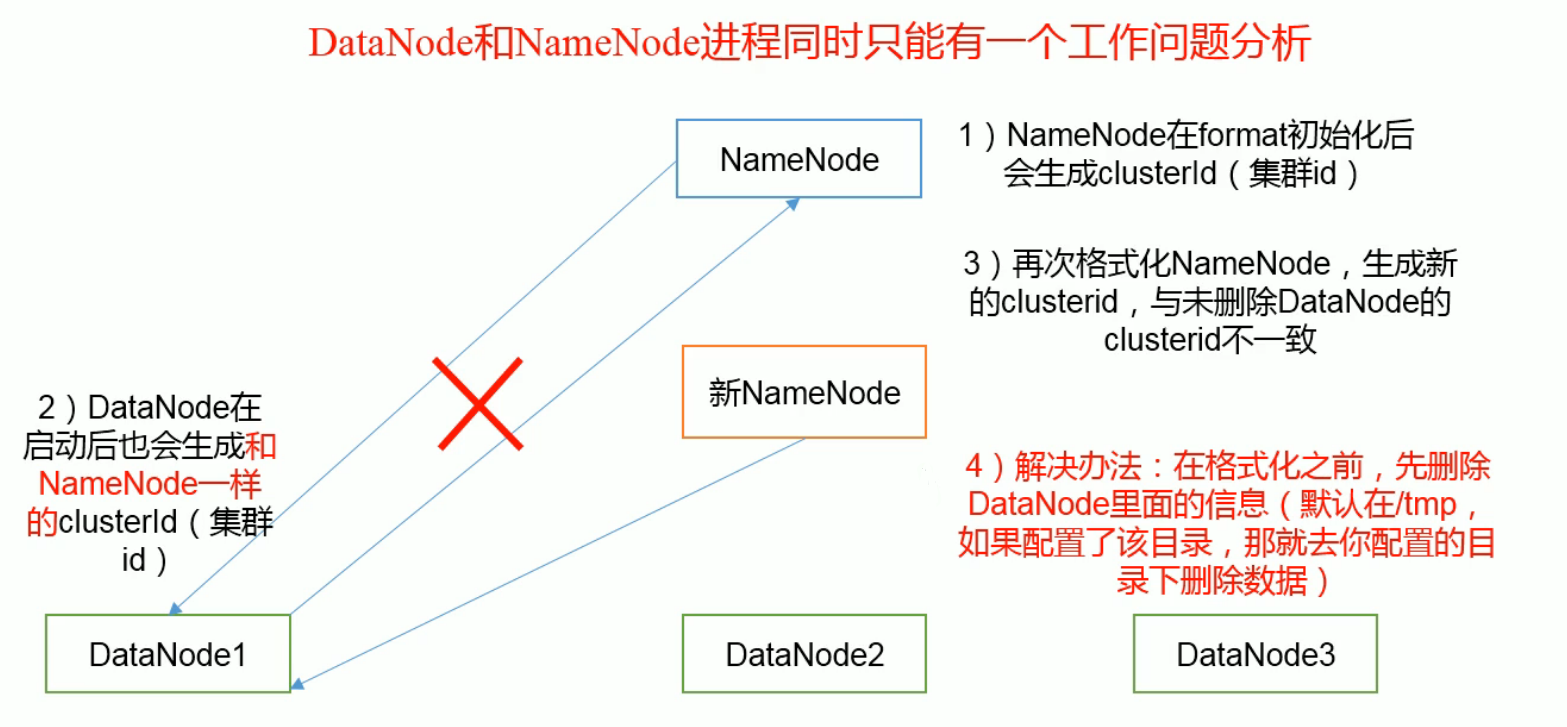 DataNode和NameNode进程同时只能有一个工作问题分析
NameNode
1）NameNode在format初始化后
会生成clusterId（集群id）
3）再次格式化NameNode，生成新
的clusterid，与未删除DataNode的
clusterid不一致
新NameNode
2）DataNode在
启动后也会生成和
NameNode一样
的clusterId（集群
id）
4）解决办法：在格式化之前，先删除
DataNode里面的信息（默认在/tmp，
如果配置了该目录，那就去你配置的目
录下删除数据）
DataNode1
DataNode2
DataNode3